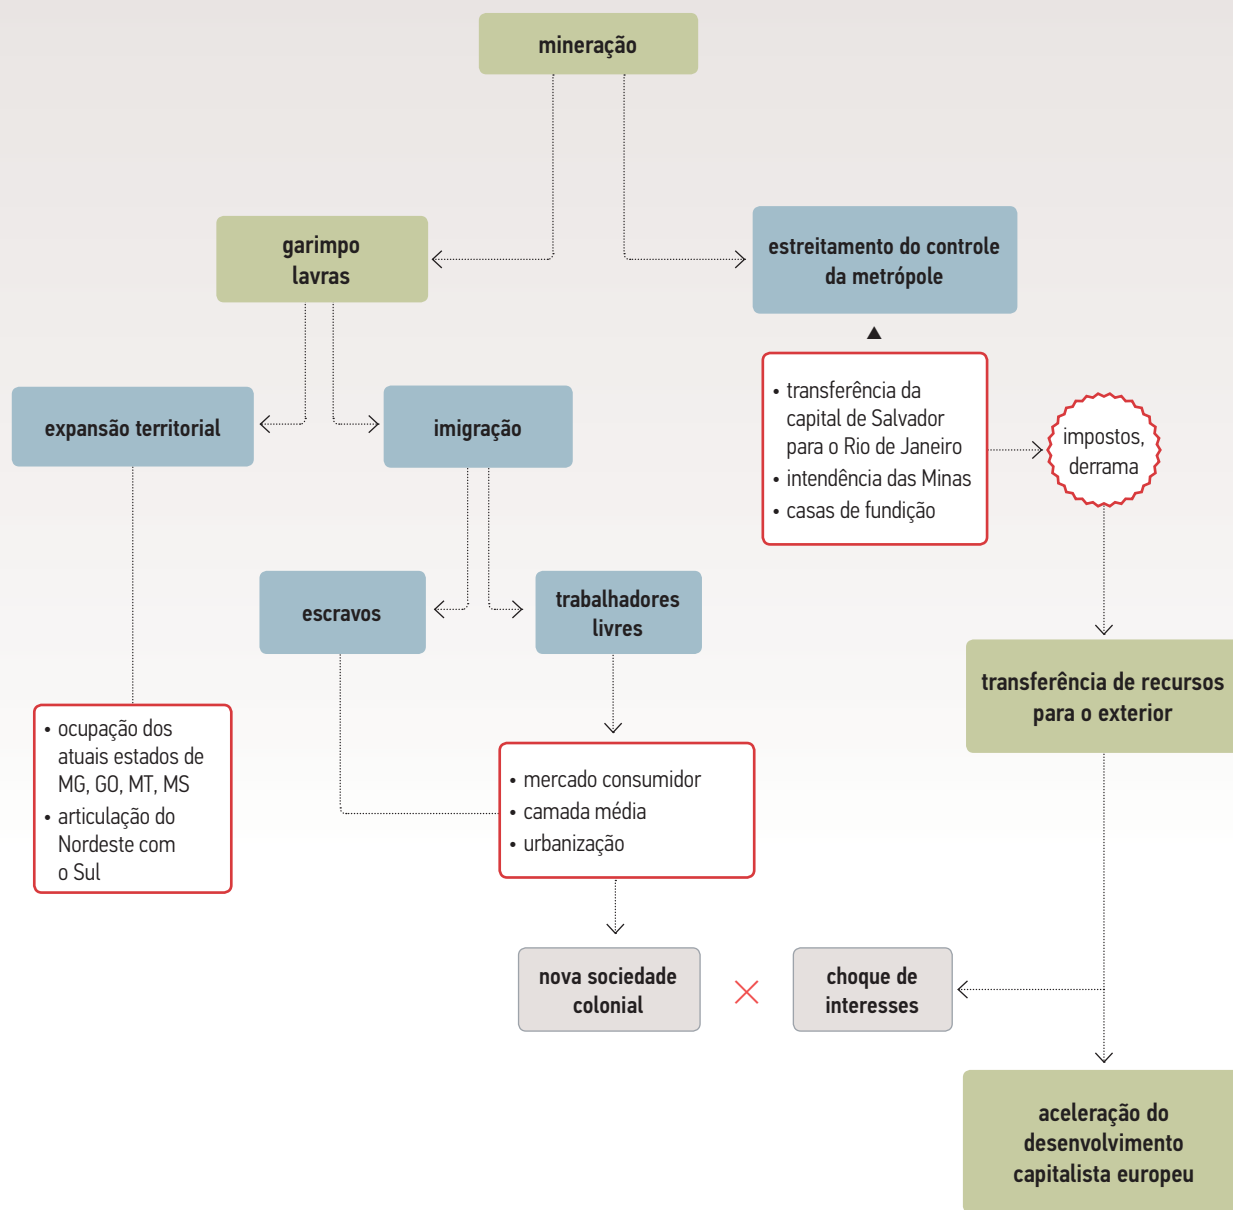 mineração
garimpo
lavras
estreitamento do controle
da metrópole
expansão territorial
imigração
• transferência da
capital de Salvador
para o Rio de Janeiro
• intendência das Minas
• casas de fundição
impostos,
derrama
escravos
trabalhadores
livres
transferência de recursos
para o exterior
• ocupação dos
atuais estados de
MG, GO, MT, MS
• articulação do
Nordeste com
o Sul
• mercado consumidor
• camada média
• urbanização
nova sociedade
colonial
choque de
interesses
aceleração do
desenvolvimento
capitalista europeu